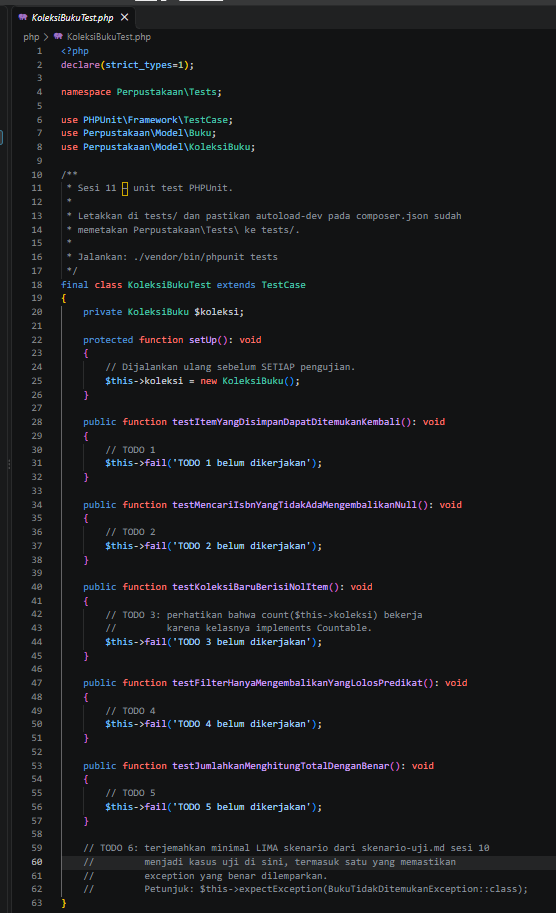 KoleksiBukuTest.php
php > KoleksiBukuTest.php
1 <?php
2 declare(strict_types=1);
3
4 namespace Perpustakaan\Tests;
5
6 use PHPUnit\Framework\TestCase;
7 use Perpustakaan\Model\Buku;
8 use Perpustakaan\Model\KoleksiBuku;
9
10 /**
11  * Sesi 11 – unit test PHPUnit.
12  *
13  * Letakkan di tests/ dan pastikan autoload-dev pada composer.json sudah
14  * memetakan Perpustakaan\Tests\ ke tests/.
15  *
16  * Jalankan: ./vendor/bin/phpunit tests
17  */
18 final class KoleksiBukuTest extends TestCase
19 {
20     private KoleksiBuku $koleksi;
21
22     protected function setUp(): void
23     {
24         // Dijalankan ulang sebelum SETIAP pengujian.
25         $this->koleksi = new KoleksiBuku();
26     }
27
28     public function testItemYangDisimpanDapatDitemukanKembali(): void
29     {
30         // TODO 1
31         $this->fail('TODO 1 belum dikerjakan');
32     }
33
34     public function testMencariIsbnYangTidakAdaMengembalikanNull(): void
35     {
36         // TODO 2
37         $this->fail('TODO 2 belum dikerjakan');
38     }
39
40     public function testKoleksiBaruBerisiNolItem(): void
41     {
42         // TODO 3: perhatikan bahwa count($this->koleksi) bekerja
43         //         karena kelasnya implements Countable.
44         $this->fail('TODO 3 belum dikerjakan');
45     }
46
47     public function testFilterHanyaMengembalikanYangLolosPredikat(): void
48     {
49         // TODO 4
50         $this->fail('TODO 4 belum dikerjakan');
51     }
52
53     public function testJumlahkanMenghitungTotalDenganBenar(): void
54     {
55         // TODO 5
56         $this->fail('TODO 5 belum dikerjakan');
57     }
58
59     // TODO 6: terjemahkan minimal LIMA skenario dari skenario-uji.md sesi 10
60     //         menjadi kasus uji di sini, termasuk satu yang memastikan
61     //         exception yang benar dilemparkan.
62     //         Petunjuk: $this->expectException(BukuTidakDitemukanException::class);
63 }